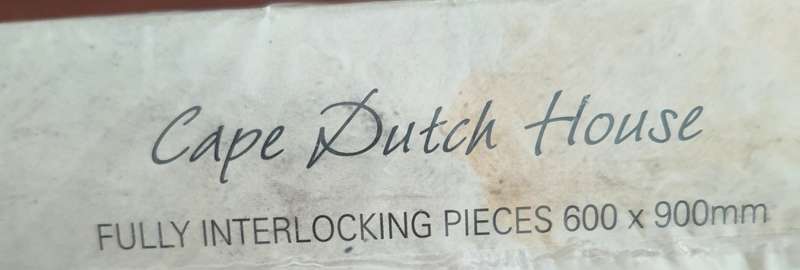 Cape Dutch House
FULLY INTERLOCKING PIECES 600 x 900mm